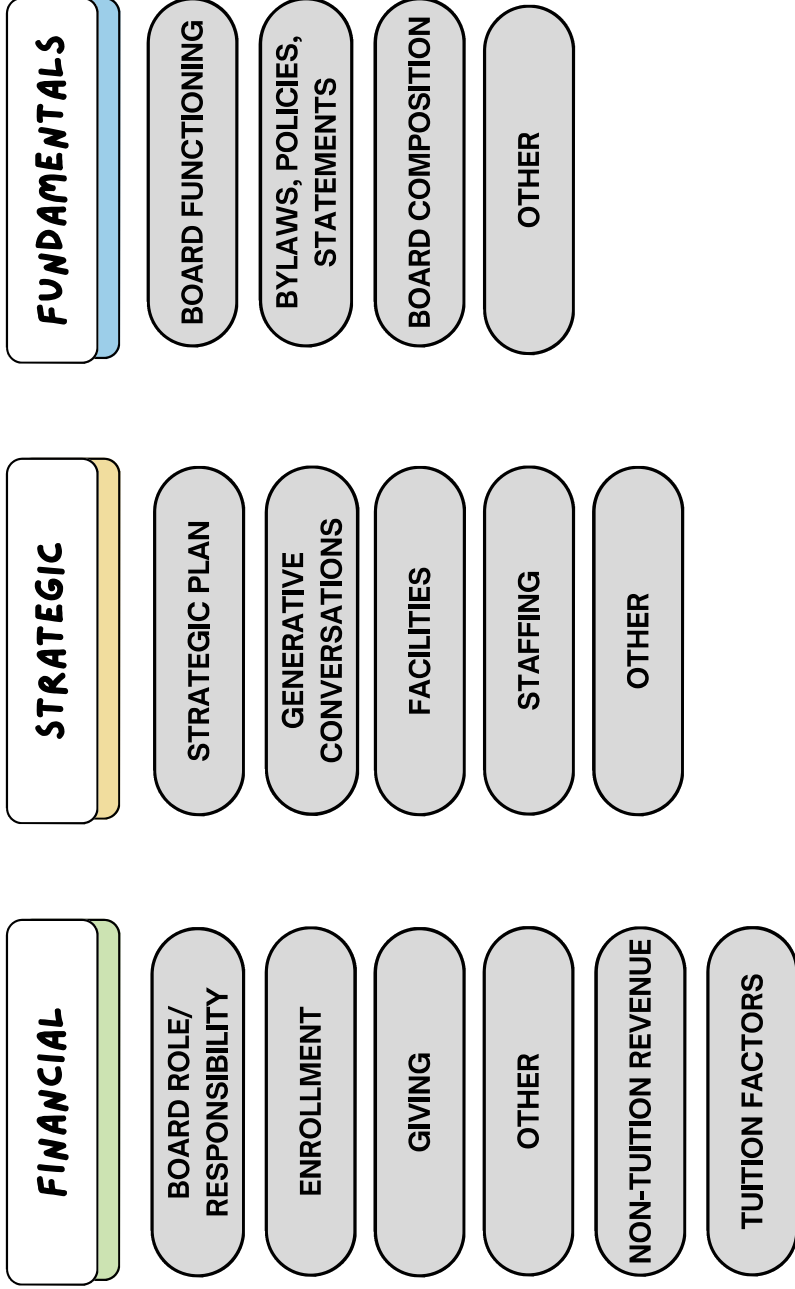 FINANCIAL
BOARD ROLE/
RESPONSIBILITY
ENROLLMENT
GIVING
OTHER
NON-TUITION REVENUE
TUITION FACTORS
STRATEGIC
STRATEGIC PLAN
GENERATIVE
CONVERSATIONS
FACILITIES
STAFFING
OTHER
FUNDAMENTALS
BOARD FUNCTIONING
BYLAWS, POLICIES,
STATEMENTS
BOARD COMPOSITION
OTHER